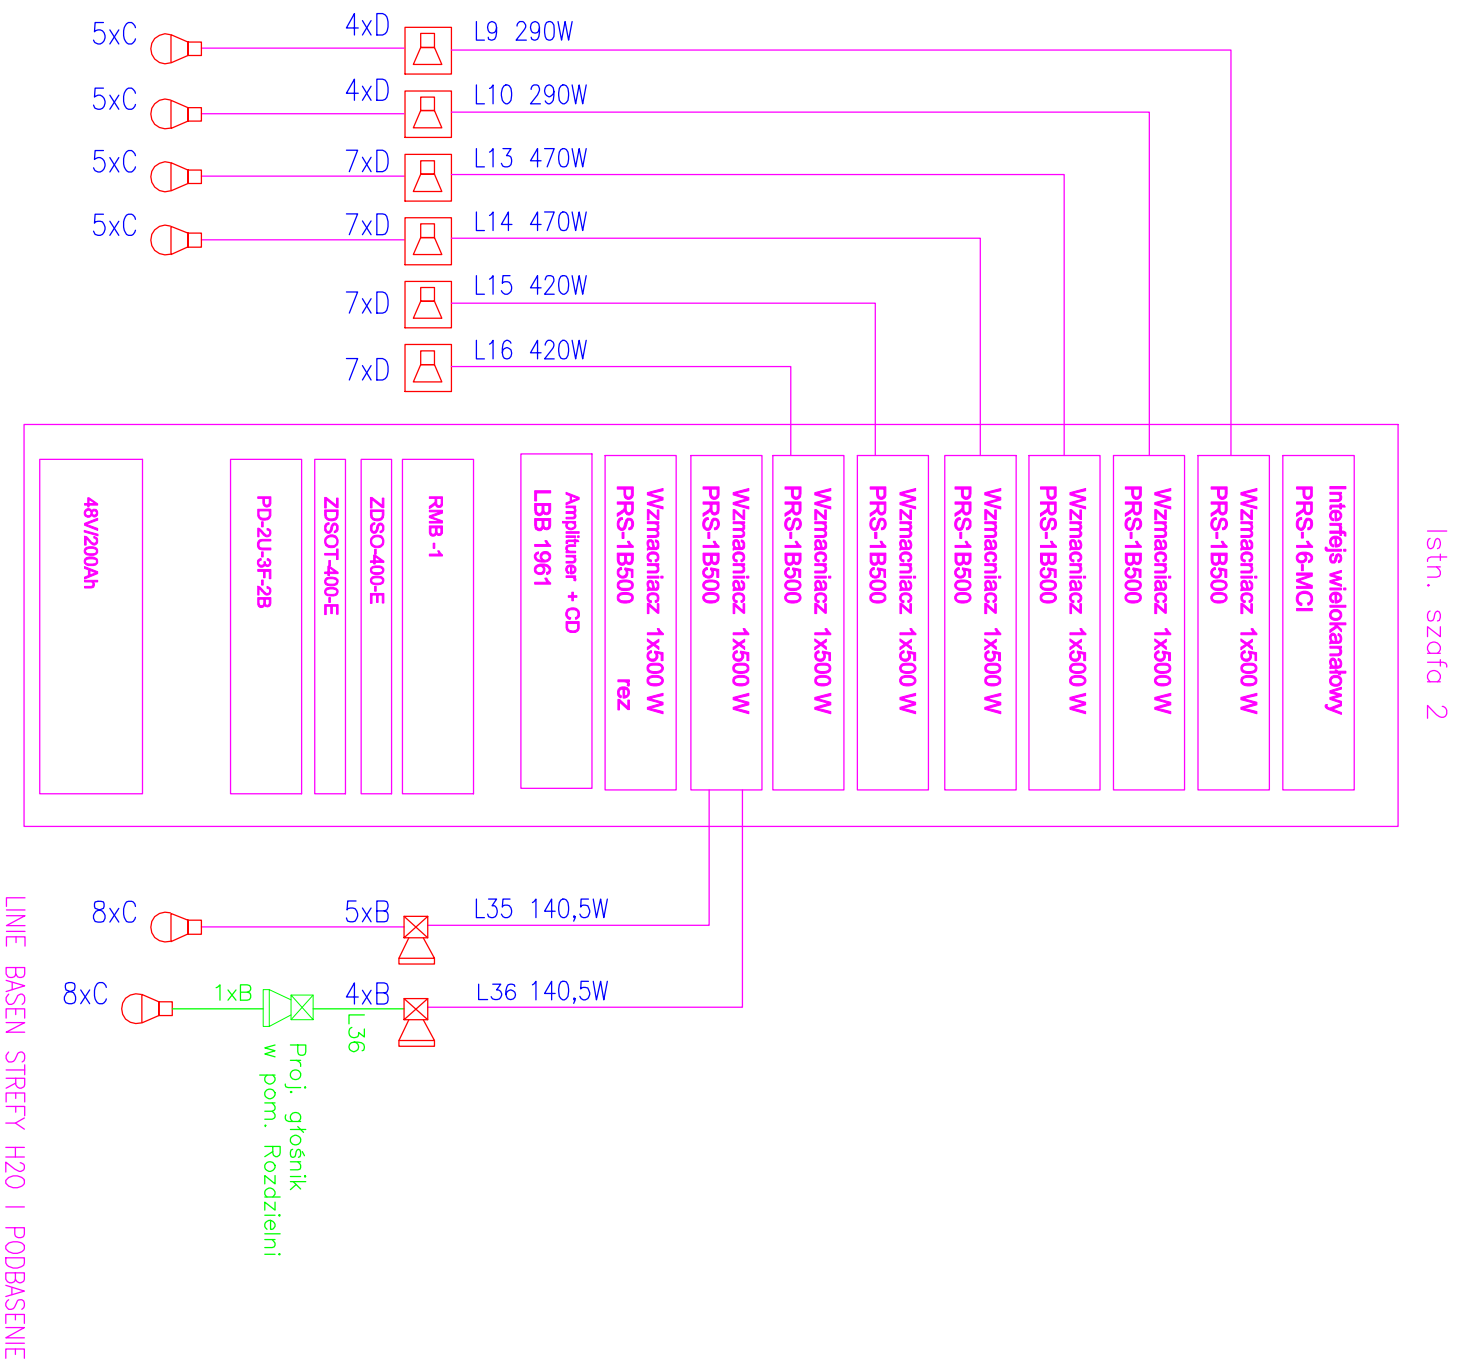 5xC
4xD
L9 290W
5xC
4xD
L10 290W
5xC
7xD
L13 470W
5xC
7xD
L14 470W
7xD
L15 420W
7xD
L16 420W
Istn. szafa 2
Interfejs wielokanałowy
PRS-16-MCI
Wzmacniacz 1x500 W
PRS-1B500
Wzmacniacz 1x500 W
PRS-1B500
Wzmacniacz 1x500 W
PRS-1B500
Wzmacniacz 1x500 W
PRS-1B500
Wzmacniacz 1x500 W
PRS-1B500
Wzmacniacz 1x500 W
PRS-1B500
Wzmacniacz 1x500 W
PRS-1B500
Wzmacniacz 1x500 W
PRS-1B500 rez
Amplituner + CD
LBB 1961
RMB -1
ZDSO-400-E
ZDSOT-400-E
PD-2U-3F-2B
48V/200Ah
8xC
5xB
L35 140,5W
8xC
1xB
4xB
L36 140,5W
L36
Proj. głośnik
w pom. Rozdzielni
LINIE BASEN STREFY H2O I PODBASENIE